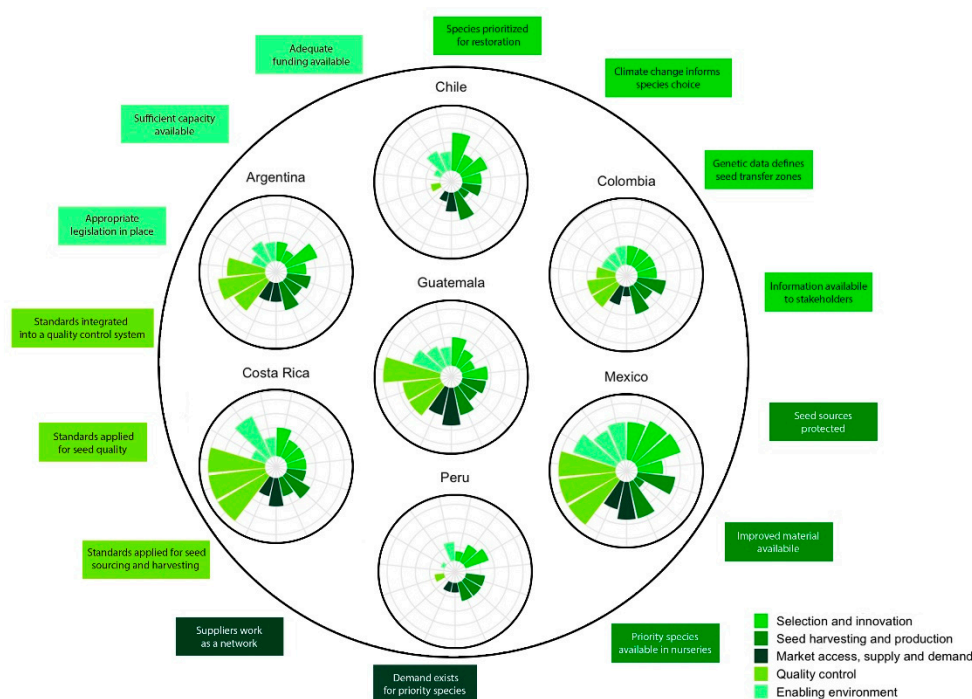 Species prioritized
for restoration
Adequate
funding available
Climate change informs
species choice
Chile
Sufficient capacity
available
Genetic data defines
seed transfer zones
Argentina
Colombia
Appropriate
legislation in place
Guatemala
Information availabile
to stakeholders
Standards integrated
into a quality control system
Costa Rica
Mexico
Seed sources
protected
Standards applied
for seed quality
Peru
Improved material
availabile
Standards applied for seed
sourcing and harvesting
Suppliers work
as a network
Priority species
available in nurseries
Demand exists
for priority species
Selection and innovation
Seed harvesting and production
Market access, supply and demand
Quality control
Enabling environment